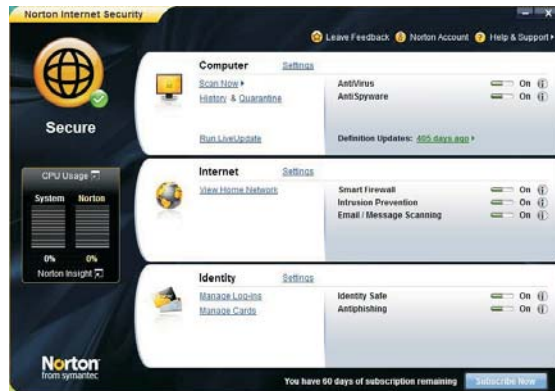 Norton Internet Security
Leave Feedback Norton Account Help & Support
Secure
CPU Usage
System Norton
0% 0%
Norton Insight
Norton
from symantec
Computer Settings
Scan Now
History & Quarantine
Run LiveUpdate
AntiVirus On
AntiSpyware On
Definition Updates: 405 days ago
Internet Settings
View Home Network
Smart Firewall On
Intrusion Prevention On
Email / Message Scanning On
Identity Settings
Manage Log-ins
Manage Cards
Identity Safe On
Antiphishing On
You have 60 days of subscription remaining Subscribe Now